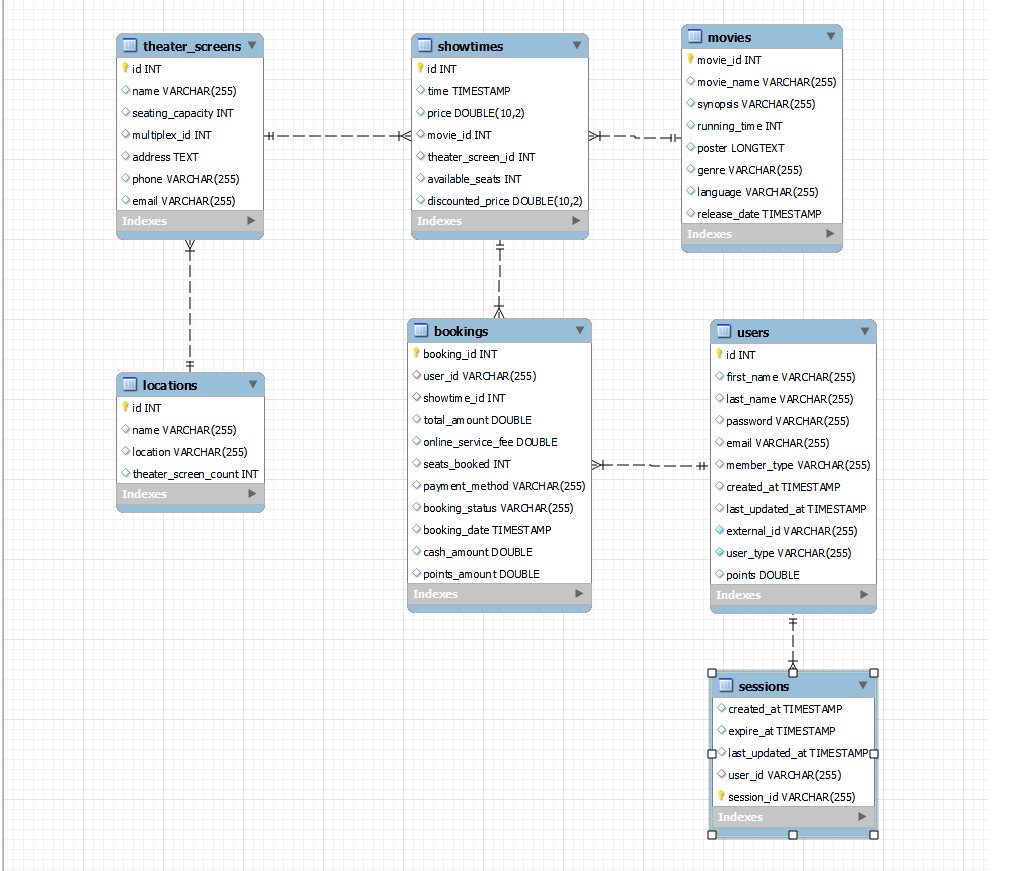 theater_screens
id INT
name VARCHAR(255)
seating_capacity INT
multiplex_id INT
address TEXT
phone VARCHAR(255)
email VARCHAR(255)
Indexes
showtimes
id INT
time TIMESTAMP
price DOUBLE(10,2)
movie_id INT
theater_screen_id INT
available_seats INT
discounted_price DOUBLE(10,2)
Indexes
movies
movie_id INT
movie_name VARCHAR(255)
synopsis VARCHAR(255)
running_time INT
poster LONGTEXT
genre VARCHAR(255)
language VARCHAR(255)
release_date TIMESTAMP
Indexes
locations
id INT
name VARCHAR(255)
location VARCHAR(255)
theater_screen_count INT
Indexes
bookings
booking_id INT
user_id VARCHAR(255)
showtime_id INT
total_amount DOUBLE
online_service_fee DOUBLE
seats_booked INT
payment_method VARCHAR(255)
booking_status VARCHAR(255)
booking_date TIMESTAMP
cash_amount DOUBLE
points_amount DOUBLE
Indexes
users
id INT
first_name VARCHAR(255)
last_name VARCHAR(255)
password VARCHAR(255)
email VARCHAR(255)
member_type VARCHAR(255)
created_at TIMESTAMP
last_updated_at TIMESTAMP
external_id VARCHAR(255)
user_type VARCHAR(255)
points DOUBLE
Indexes
sessions
created_at TIMESTAMP
expire_at TIMESTAMP
last_updated_at TIMESTAMP
user_id VARCHAR(255)
session_id VARCHAR(255)
Indexes